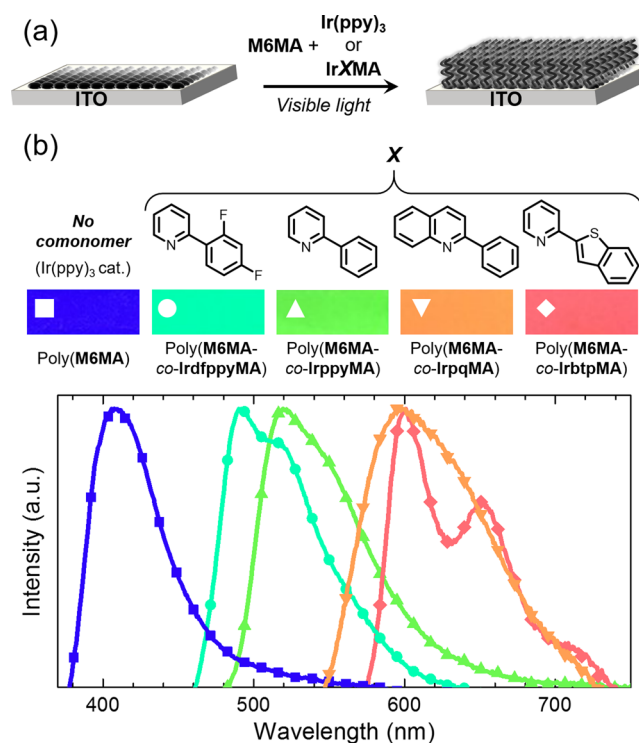 (a)
M6MA +
Ir(ppy)₃
or
IrXMA
Visible light
ITO
ITO
(b)
X
No
comonomer
(Ir(ppy)₃ cat.)
N
F
F
N
N
N
S
Poly(M6MA)
Poly(M6MA-
co-IrdfppyMA)
Poly(M6MA-
co-IrppyMA)
Poly(M6MA-
co-IrpqMA)
Poly(M6MA-
co-IrbtpMA)
Intensity (a.u.)
400
500
600
700
Wavelength (nm)